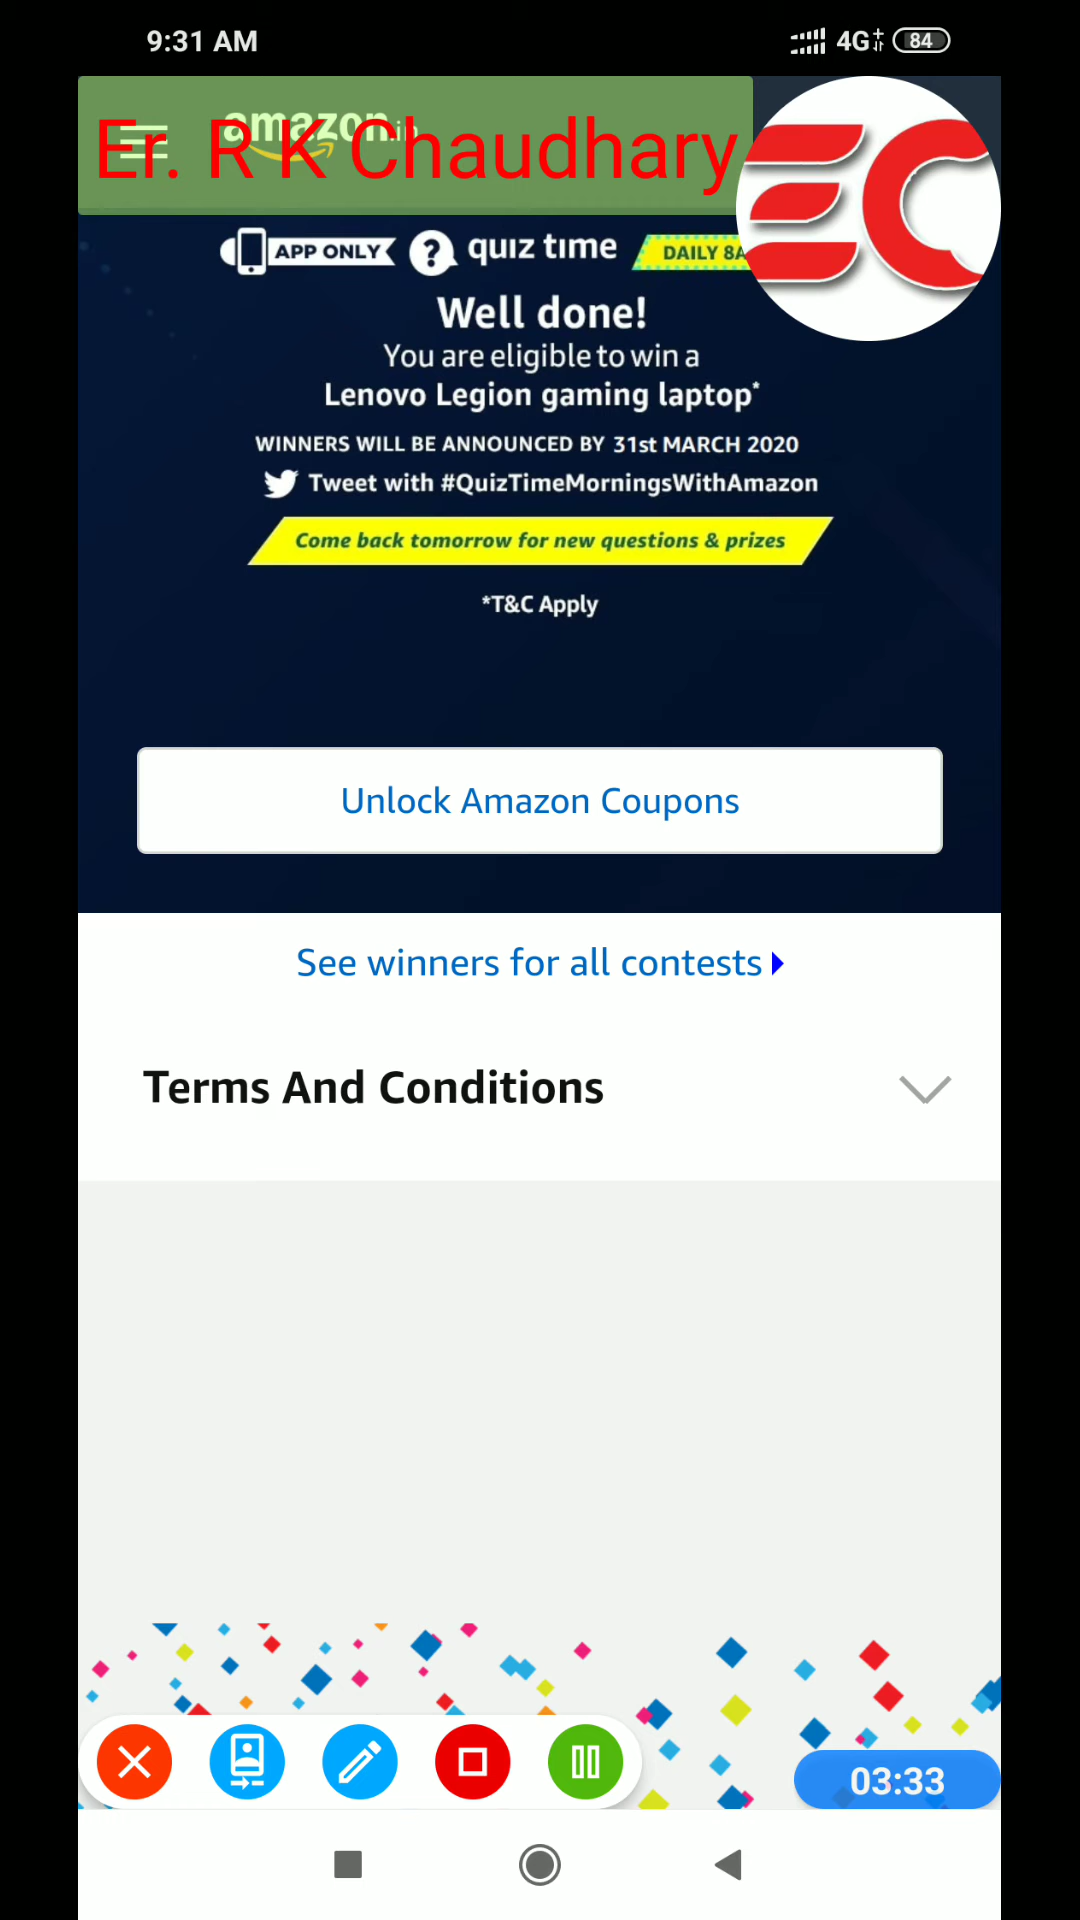 9:31 AM
4G 84
amazon.in
Er. R K Chaudhary
EC
APP ONLY ? quiz time DAILY 8A
Well done!
You are eligible to win a
Lenovo Legion gaming laptop*
WINNERS WILL BE ANNOUNCED BY 31st MARCH 2020
Tweet with #QuizTimeMorningsWithAmazon
Come back tomorrow for new questions & prizes
*T&C Apply
Unlock Amazon Coupons
See winners for all contests
Terms And Conditions
03:33